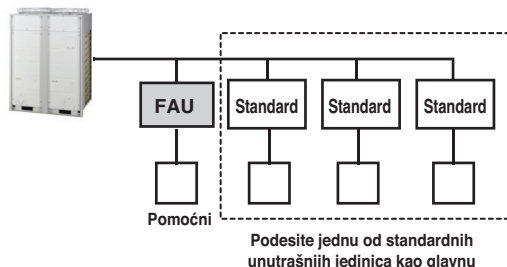 FAU
Standard
Standard
Standard
Pomoćni
Podesite jednu od standardnih
unutrašnjih jedinica kao glavnu